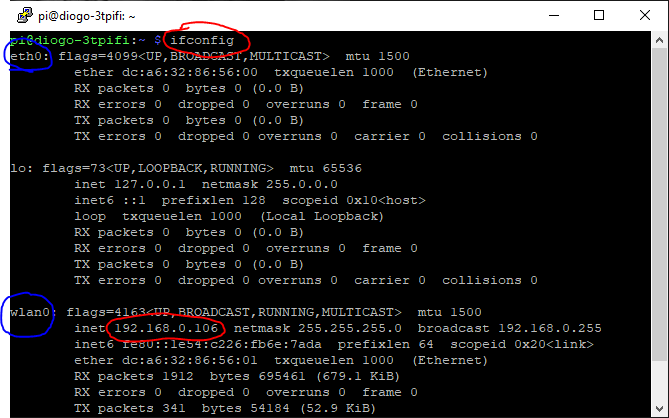 pi@diogo-3tpifi: ~
pi@diogo-3tpifi:~ $ ifconfig
eth0: flags=4099<UP,BROADCAST,MULTICAST>  mtu 1500
        ether dc:a6:32:86:56:00  txqueuelen 1000  (Ethernet)
        RX packets 0  bytes 0 (0.0 B)
        RX errors 0  dropped 0  overruns 0  frame 0
        TX packets 0  bytes 0 (0.0 B)
        TX errors 0  dropped 0 overruns 0  carrier 0  collisions 0
lo: flags=73<UP,LOOPBACK,RUNNING>  mtu 65536
        inet 127.0.0.1  netmask 255.0.0.0
        inet6 ::1  prefixlen 128  scopeid 0x10<host>
        loop  txqueuelen 1000  (Local Loopback)
        RX packets 0  bytes 0 (0.0 B)
        RX errors 0  dropped 0  overruns 0  frame 0
        TX packets 0  bytes 0 (0.0 B)
        TX errors 0  dropped 0 overruns 0  carrier 0  collisions 0
wlan0: flags=4163<UP,BROADCAST,RUNNING,MULTICAST>  mtu 1500
        inet 192.168.0.106  netmask 255.255.255.0  broadcast 192.168.0.255
        inet6 fe80::1e54:c226:fb6e:7ada  prefixlen 64  scopeid 0x20<link>
        ether dc:a6:32:86:56:01  txqueuelen 1000  (Ethernet)
        RX packets 1912  bytes 695461 (679.1 KiB)
        RX errors 0  dropped 0  overruns 0  frame 0
        TX packets 341  bytes 54184 (52.9 KiB)